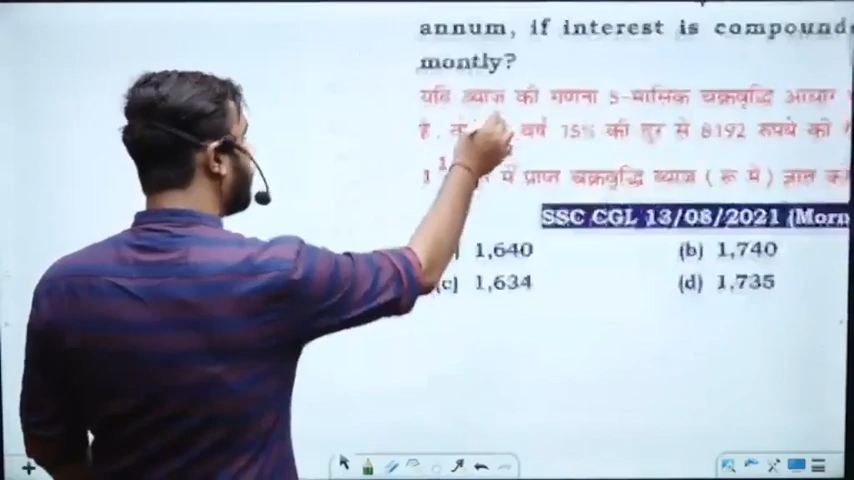 annum, if interest is compound
montly?
यदि ब्याज की गणना 5-मासिक चक्रवृद्धि आधार
है, वर्ष 15% की दर से 8192 रूपये की
1 में प्राप्त चक्रवृद्धि ब्याज ( रू में ) ज्ञात
SSC CGL 13/08/2021 (Morn
1,640 (b) 1,740
(c) 1,634 (d) 1,735